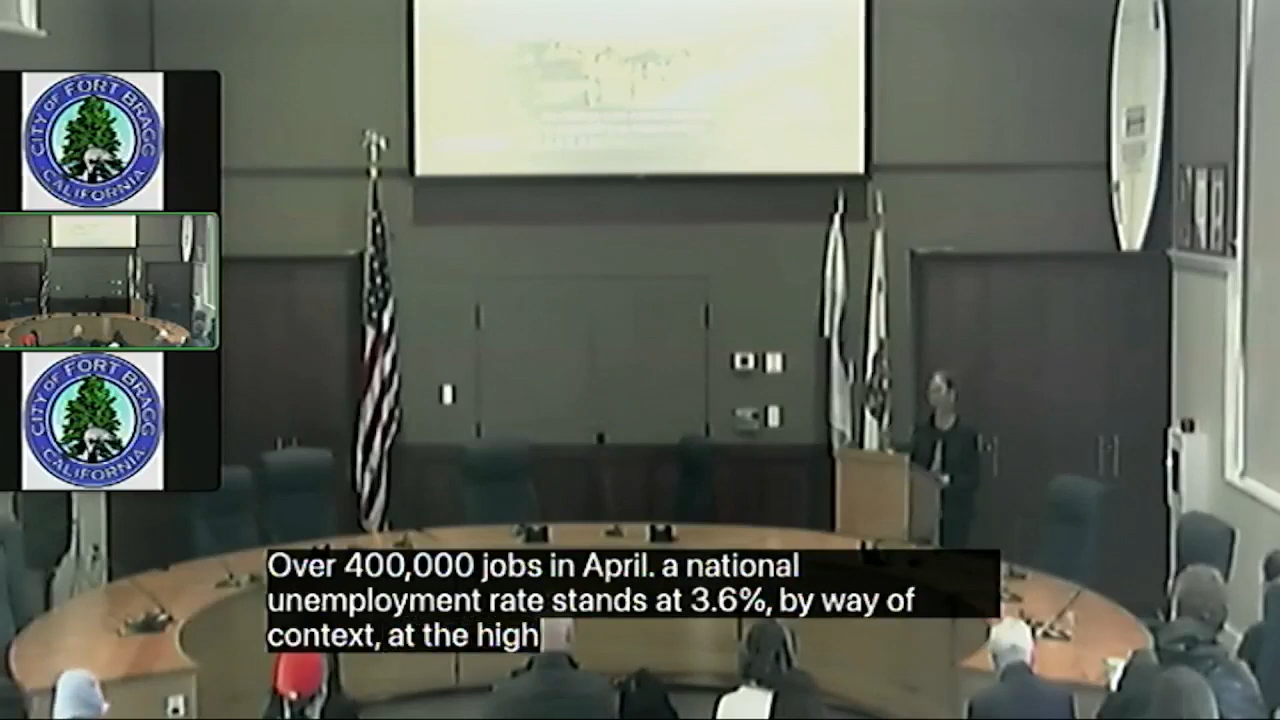 CITY OF FORT BRAGG
CALIFORNIA
CITY OF FORT BRAGG
CALIFORNIA
Over 400,000 jobs in April. a national
unemployment rate stands at 3.6%, by way of
context, at the high